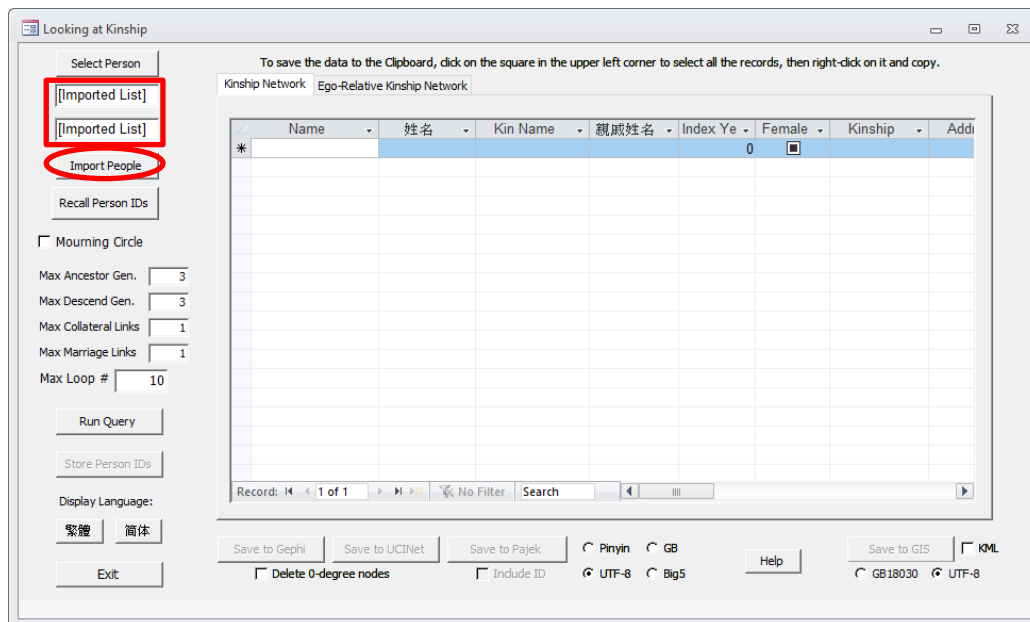 Looking at Kinship
Select Person
To save the data to the Clipboard, click on the square in the upper left corner to select all the records, then right-click on it and copy.
[Imported List]
Kinship Network Ego-Relative Kinship Network
[Imported List]
Name 姓名 Kin Name 親戚姓名 Index Ye Female Kinship Addr
0
Import People
Recall Person IDs
Mourning Circle
Max Ancestor Gen. 3
Max Descend Gen. 3
Max Collateral Links 1
Max Marriage Links 1
Max Loop # 10
Run Query
Store Person IDs
Record: 1 of 1 No Filter Search
Display Language:
繁體 简体
Save to Gephi Save to UCINet Save to Pajek Pinyin GB Help Save to GIS KML
Exit Delete 0-degree nodes Include ID UTF-8 Big5 GB18030 UTF-8